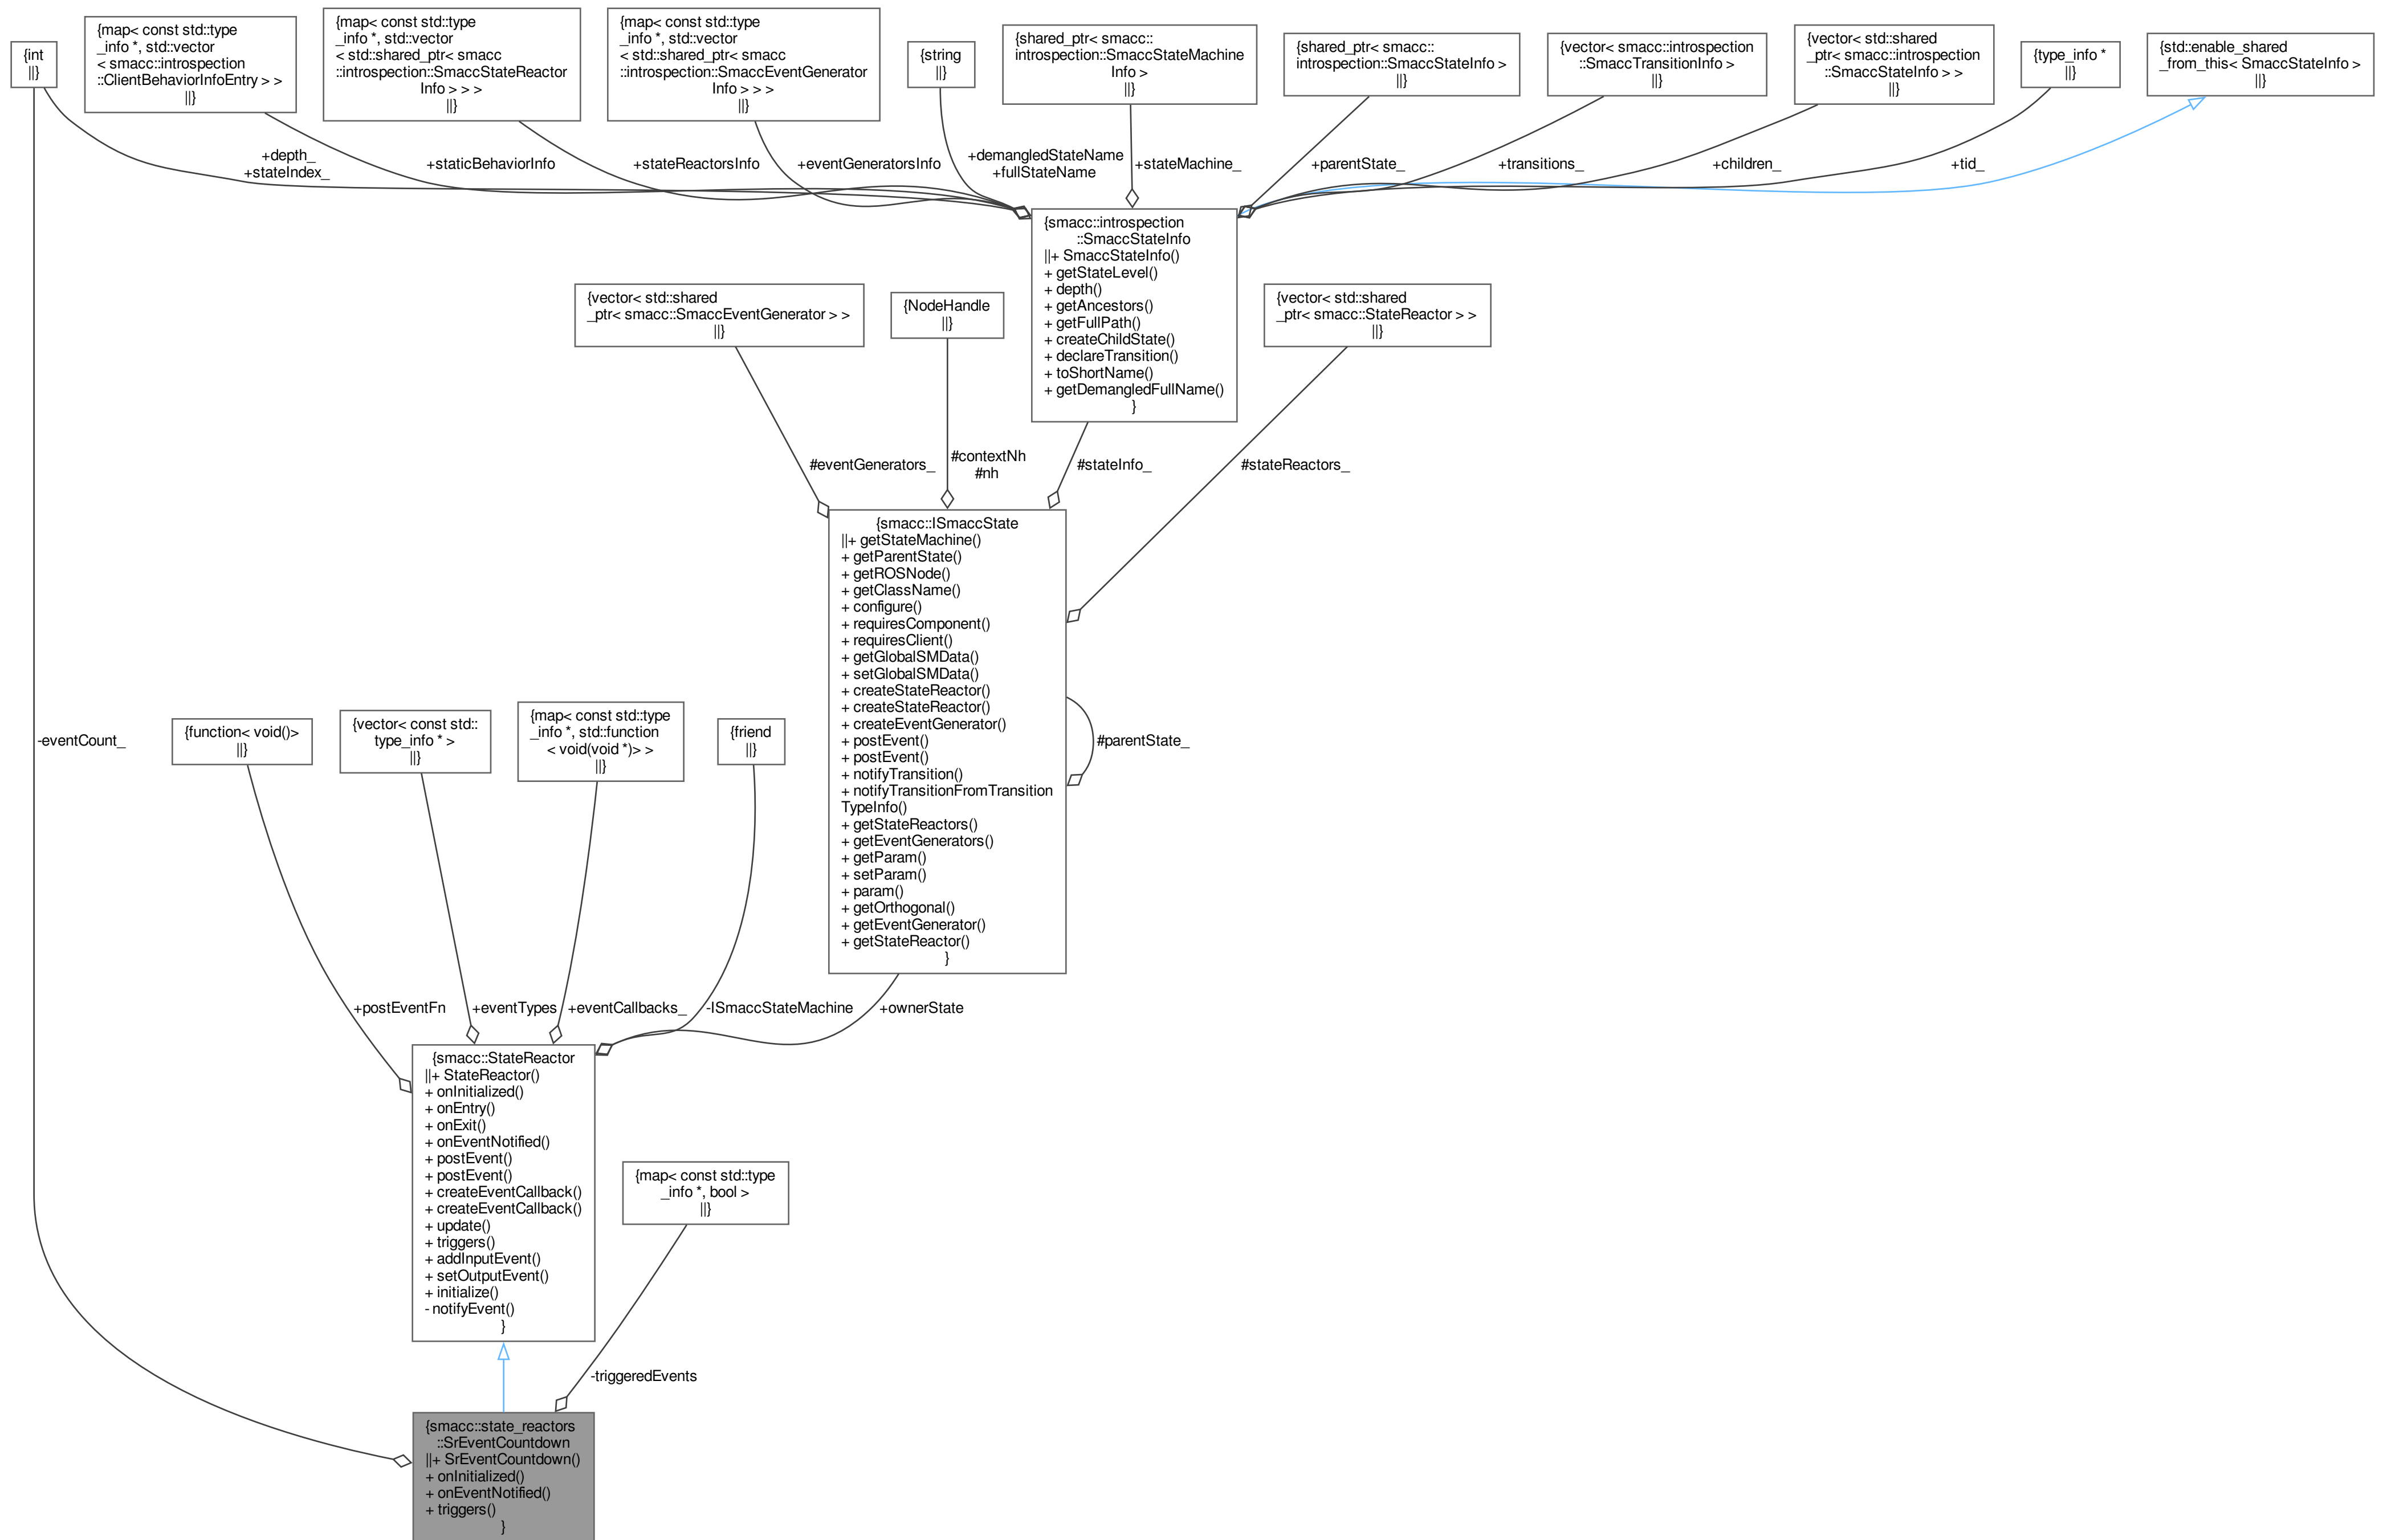 {int
||}
{map< const std::type
_info *, std::vector
< smacc::introspection
::ClientBehaviorInfoEntry > >
||}
{map< const std::type
_info *, std::vector
< std::shared_ptr< smacc
::introspection::SmaccStateReactor
Info > > >
||}
{map< const std::type
_info *, std::vector
< std::shared_ptr< smacc
::introspection::SmaccEventGenerator
Info > > >
||}
{string
||}
{shared_ptr< smacc::
introspection::SmaccStateMachine
Info >
||}
{shared_ptr< smacc::
introspection::SmaccStateInfo >
||}
{vector< smacc::introspection
::SmaccTransitionInfo >
||}
{vector< std::shared
_ptr< smacc::introspection
::SmaccStateInfo > >
||}
{type_info *
||}
{std::enable_shared
_from_this< SmaccStateInfo >
||}
+depth_
+stateIndex_
+staticBehaviorInfo
+stateReactorsInfo
+eventGeneratorsInfo
+demangledStateName
+fullStateName
+stateMachine_
+parentState_
+transitions_
+children_
+tid_
{smacc::introspection
::SmaccStateInfo
||+ SmaccStateInfo()
+ getStateLevel()
+ depth()
+ getAncestors()
+ getFullPath()
+ createChildState()
+ declareTransition()
+ toShortName()
+ getDemangledFullName()
}
{vector< std::shared
_ptr< smacc::SmaccEventGenerator > >
||}
{NodeHandle
||}
{vector< std::shared
_ptr< smacc::StateReactor > >
||}
#eventGenerators_
#contextNh
#nh
#stateInfo_
#stateReactors_
{smacc::ISmaccState
||+ getStateMachine()
+ getParentState()
+ getROSNode()
+ getClassName()
+ configure()
+ requiresComponent()
+ requiresClient()
+ getGlobalSMData()
+ setGlobalSMData()
+ createStateReactor()
+ createStateReactor()
+ createEventGenerator()
+ postEvent()
+ postEvent()
+ notifyTransition()
+ notifyTransitionFromTransition
TypeInfo()
+ getStateReactors()
+ getEventGenerators()
+ getParam()
+ setParam()
+ param()
+ getOrthogonal()
+ getEventGenerator()
+ getStateReactor()
}
#parentState_
-eventCount_
{function< void()>
||}
{vector< const std::
type_info * >
||}
{map< const std::type
_info *, std::function
< void(void *)> >
||}
{friend
||}
+postEventFn
+eventTypes
+eventCallbacks_
-ISmaccStateMachine
+ownerState
{smacc::StateReactor
||+ StateReactor()
+ onInitialized()
+ onEntry()
+ onExit()
+ onEventNotified()
+ postEvent()
+ postEvent()
+ createEventCallback()
+ createEventCallback()
+ update()
+ triggers()
+ addInputEvent()
+ setOutputEvent()
+ initialize()
- notifyEvent()
}
{map< const std::type
_info *, bool >
||}
-triggeredEvents
{smacc::state_reactors
::SrEventCountdown
||+ SrEventCountdown()
+ onInitialized()
+ onEventNotified()
+ triggers()
}